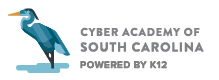 CYBER ACADEMY OF
SOUTH CAROLINA
POWERED BY K12